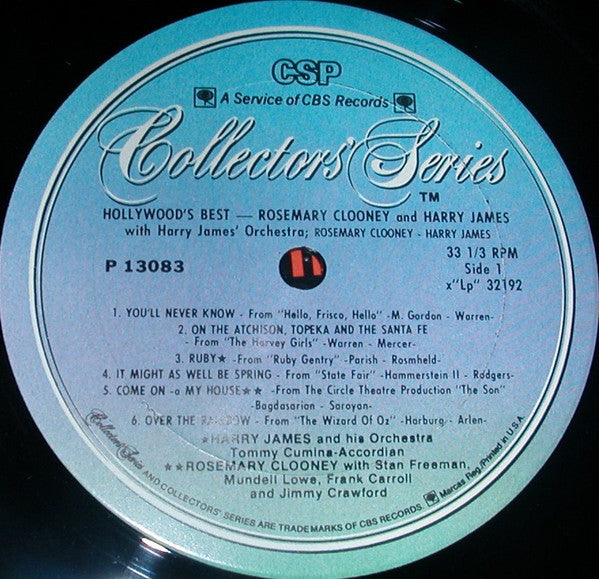 CSP
A Service of CBS Records
Collectors' Series
TM
HOLLYWOOD'S BEST — ROSEMARY CLOONEY and HARRY JAMES
with Harry James' Orchestra; ROSEMARY CLOONEY - HARRY JAMES
P 13083
33 1/3 RPM
Side 1
x"Lp" 32192
1. YOU'LL NEVER KNOW - From "Hello, Frisco, Hello" -M. Gordon - Warren-
2. ON THE ATCHISON, TOPEKA AND THE SANTA FE
- From "The Harvey Girls" -Warren - Mercer-
3. RUBY★ -From "Ruby Gentry" -Parish - Rosmheld-
4. IT MIGHT AS WELL BE SPRING - From "State Fair" -Hammerstein II - Rodgers-
5. COME ON -a MY HOUSE★★ -From The Circle Theatre Production "The Son"
-Bagdasarian - Saroyan-
6. OVER THE RAINBOW - From "The Wizard Of Oz" -Harburg - Arlen-
★HARRY JAMES and his Orchestra
Tommy Cumina-Accordian
★★ROSEMARY CLOONEY with Stan Freeman,
Mundell Lowe, Frank Carroll
and Jimmy Crawford
Collectors' Series AND COLLECTORS' SERIES ARE TRADEMARKS OF CBS RECORDS. Marcas Reg./Printed in U.S.A.